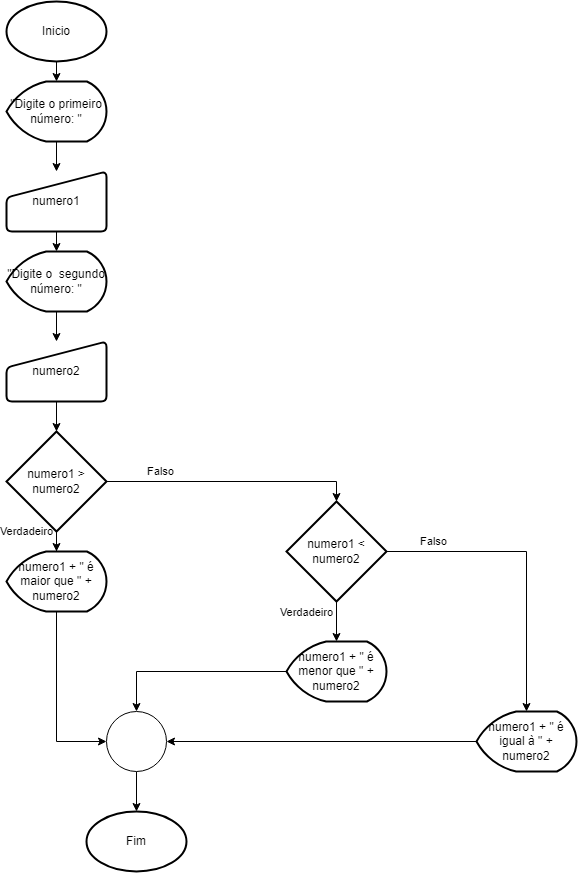 Inicio
"Digite o primeiro
número: "
numero1
"Digite o  segundo
número: "
numero2
numero1 >
numero2
Falso
Verdadeiro
numero1 + " é
maior que " +
numero2
numero1 <
numero2
Falso
Verdadeiro
numero1 + " é
menor que " +
numero2
numero1 + " é
igual à " +
numero2
Fim